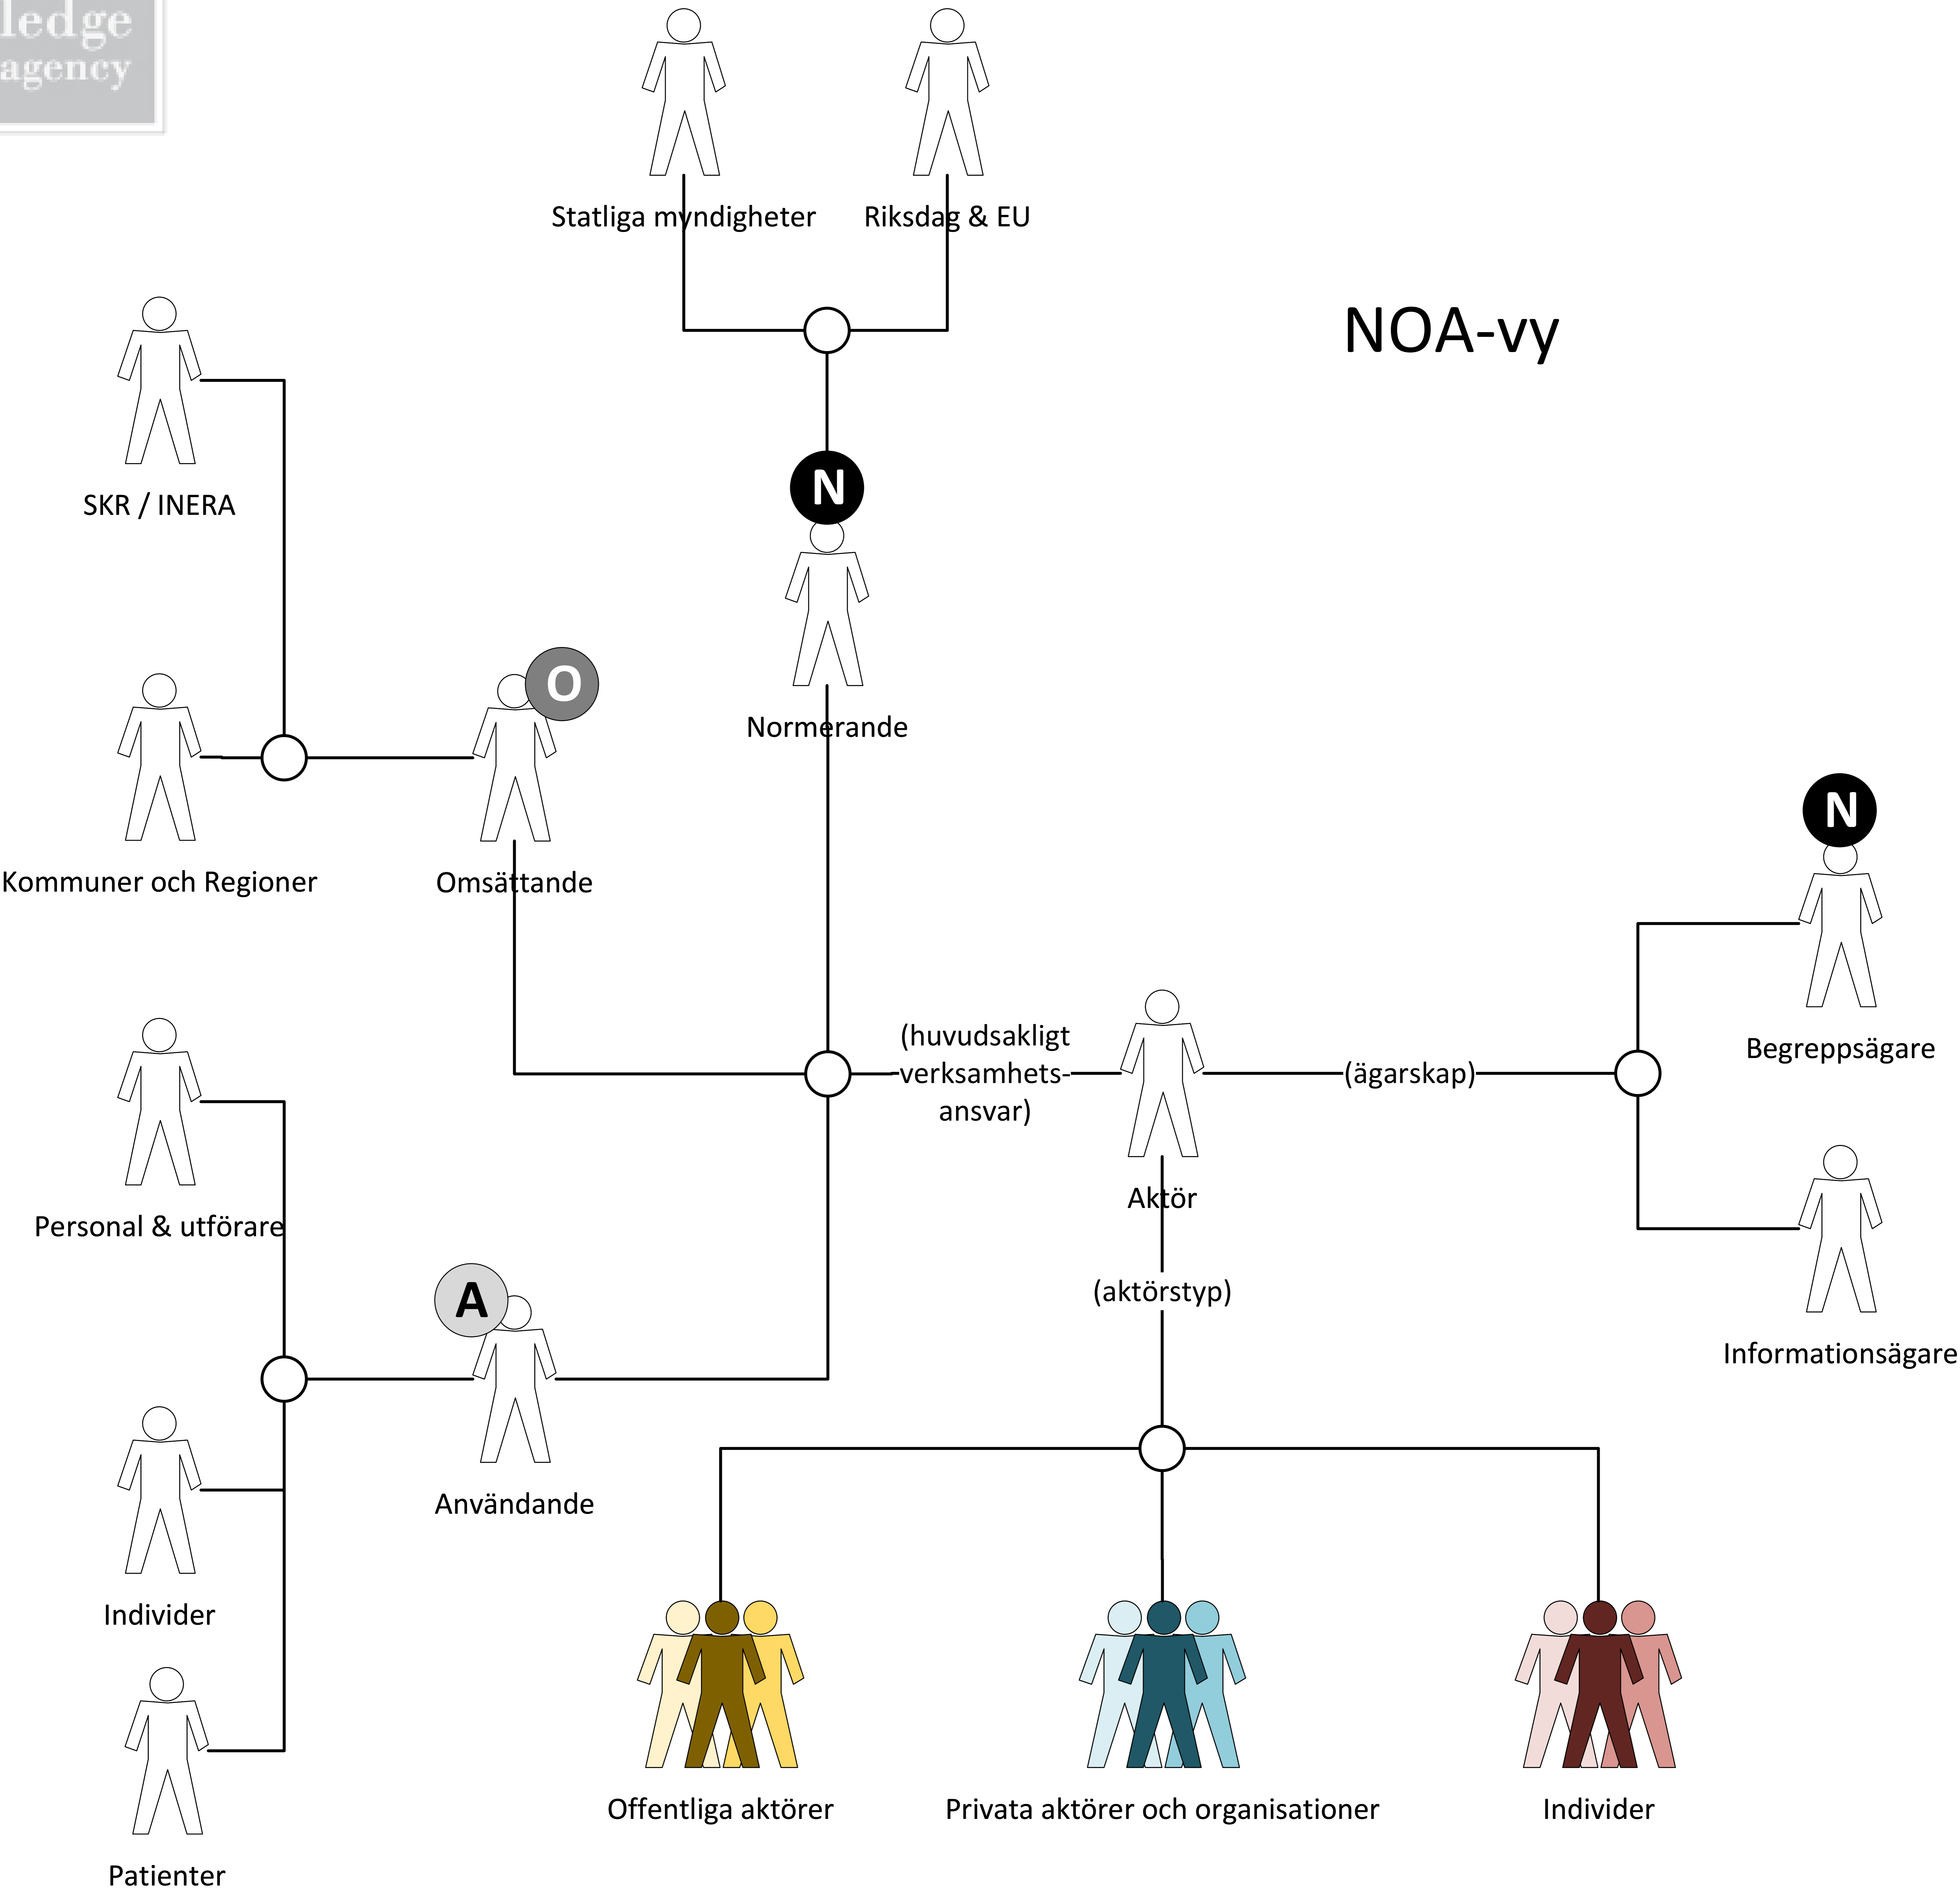 ledge
agency
Statliga myndigheter
Riksdag & EU
NOA-vy
SKR / INERA
N
Normerande
O
Kommuner och Regioner
Omsättande
N
Begreppsägare
(huvudsakligt
verksamhets-
ansvar)
(ägarskap)
Aktör
Personal & utförare
(aktörstyp)
A
Användande
Informationsägare
Individer
Patienter
Offentliga aktörer
Privata aktörer och organisationer
Individer